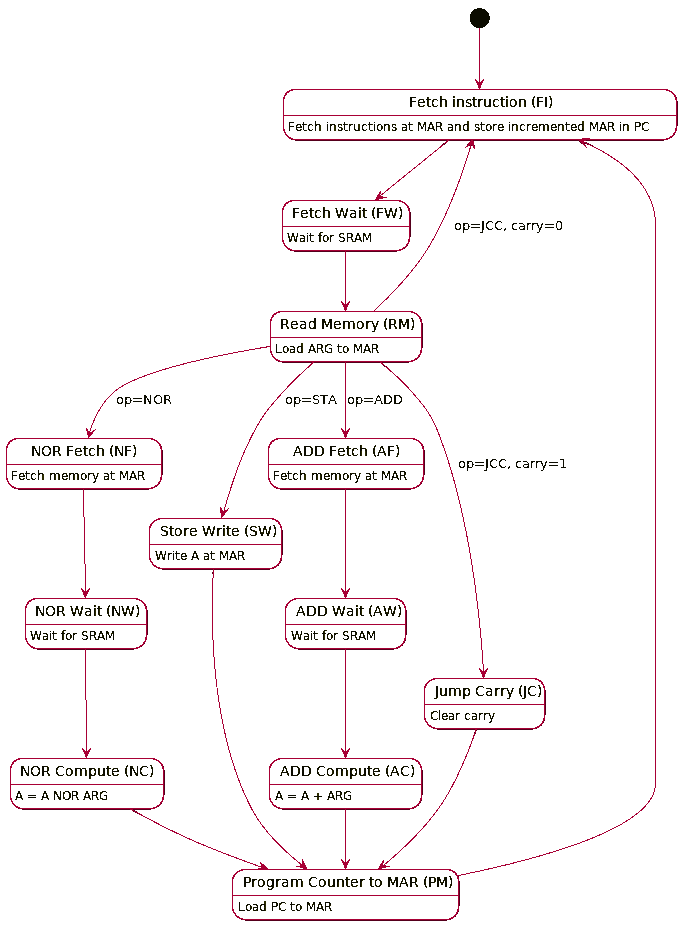 Fetch instruction (FI)
Fetch instructions at MAR and store incremented MAR in PC
Fetch Wait (FW)
Wait for SRAM
op=JCC, carry=0
Read Memory (RM)
Load ARG to MAR
op=NOR
op=STA
op=ADD
NOR Fetch (NF)
Fetch memory at MAR
ADD Fetch (AF)
Fetch memory at MAR
op=JCC, carry=1
Store Write (SW)
Write A at MAR
NOR Wait (NW)
Wait for SRAM
ADD Wait (AW)
Wait for SRAM
Jump Carry (JC)
Clear carry
NOR Compute (NC)
A = A NOR ARG
ADD Compute (AC)
A = A + ARG
Program Counter to MAR (PM)
Load PC to MAR